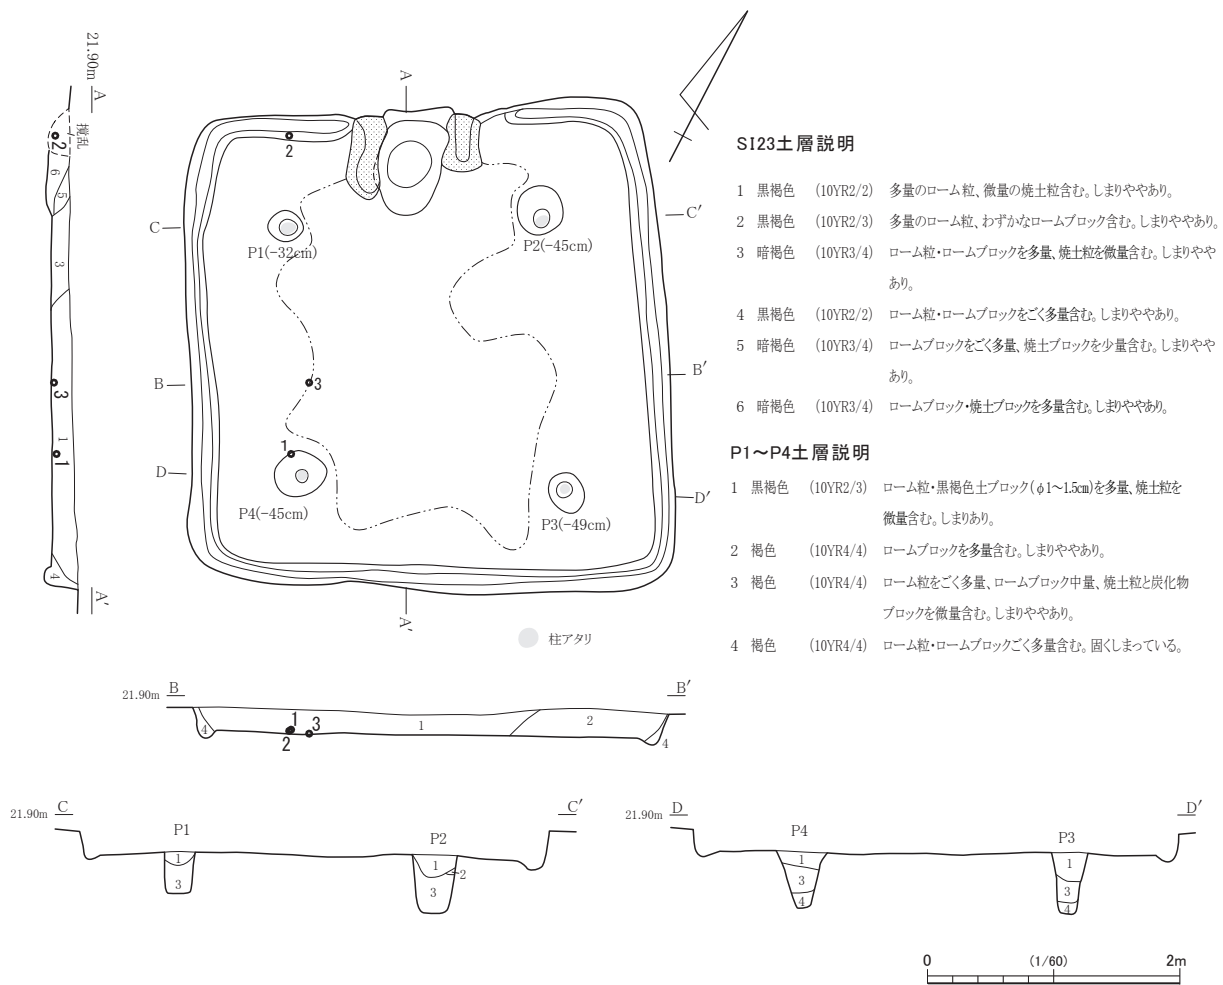 21.90m
A
攪乱
2
6
5
3
3
1
1
4
A′
A
2
C
C′
P1(-32cm)
P2(-45cm)
B
3
B′
1
D
D′
P4(-45cm)
P3(-49cm)
A′
柱アタリ
SI23土層説明
1 黒褐色 (10YR2/2) 多量のローム粒、微量の焼土粒含む。しまりややあり。
2 黒褐色 (10YR2/3) 多量のローム粒、わずかなロームブロック含む。しまりややあり。
3 暗褐色 (10YR3/4) ローム粒・ロームブロックを多量、焼土粒を微量含む。しまりやや
あり。
4 黒褐色 (10YR2/2) ローム粒・ロームブロックをごく多量含む。しまりややあり。
5 暗褐色 (10YR3/4) ロームブロックをごく多量、焼土ブロックを少量含む。しまりやや
あり。
6 暗褐色 (10YR3/4) ロームブロック・焼土ブロックを多量含む。しまりややあり。
P1～P4土層説明
1 黒褐色 (10YR2/3) ローム粒・黒褐色土ブロック(φ1～1.5cm)を多量、焼土粒を
微量含む。しまりあり。
2 褐色 (10YR4/4) ロームブロックを多量含む。しまりややあり。
3 褐色 (10YR4/4) ローム粒をごく多量、ロームブロック中量、焼土粒と炭化物
ブロックを微量含む。しまりややあり。
4 褐色 (10YR4/4) ローム粒・ロームブロックごく多量含む。固くしまっている。
21.90m B B′
4 1 2 3 1 2 4
21.90m C C′
P1 P2
1 3 1 2 3
21.90m D D′
P4 P3
1 3 4 1 3 4
0 (1/60) 2m